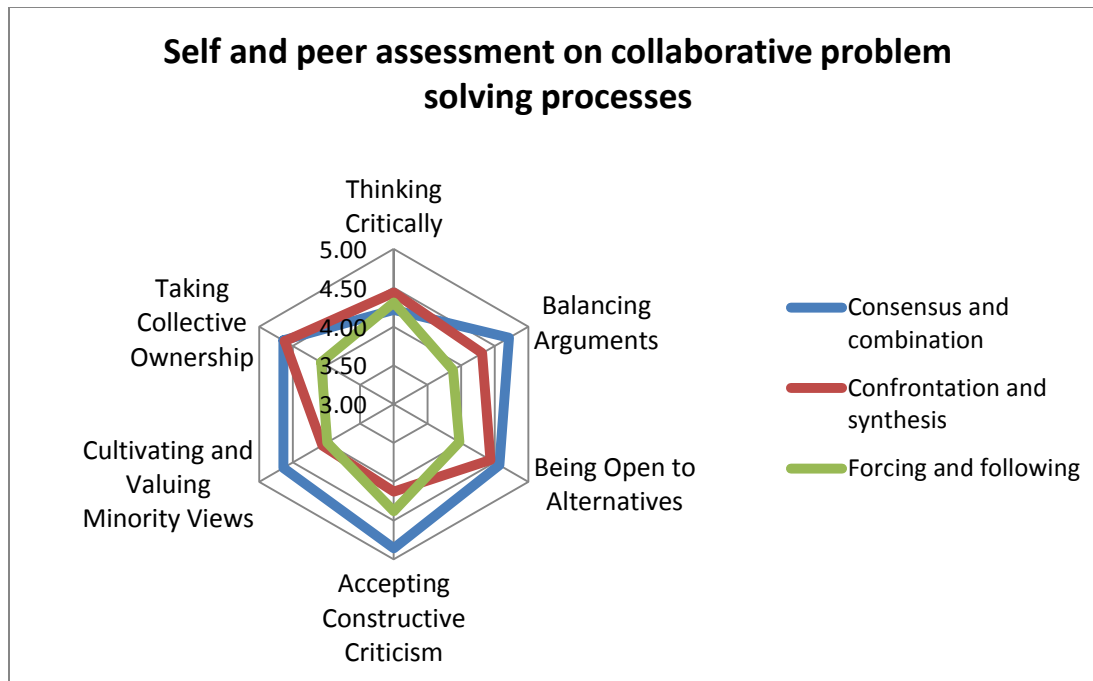 Self and peer assessment on collaborative problem
solving processes
Thinking
Critically
5.00
4.50
4.00
3.50
3.00
Balancing
Arguments
Being Open to
Alternatives
Accepting
Constructive
Criticism
Cultivating and
Valuing
Minority Views
Taking
Collective
Ownership
Consensus and
combination
Confrontation and
synthesis
Forcing and following